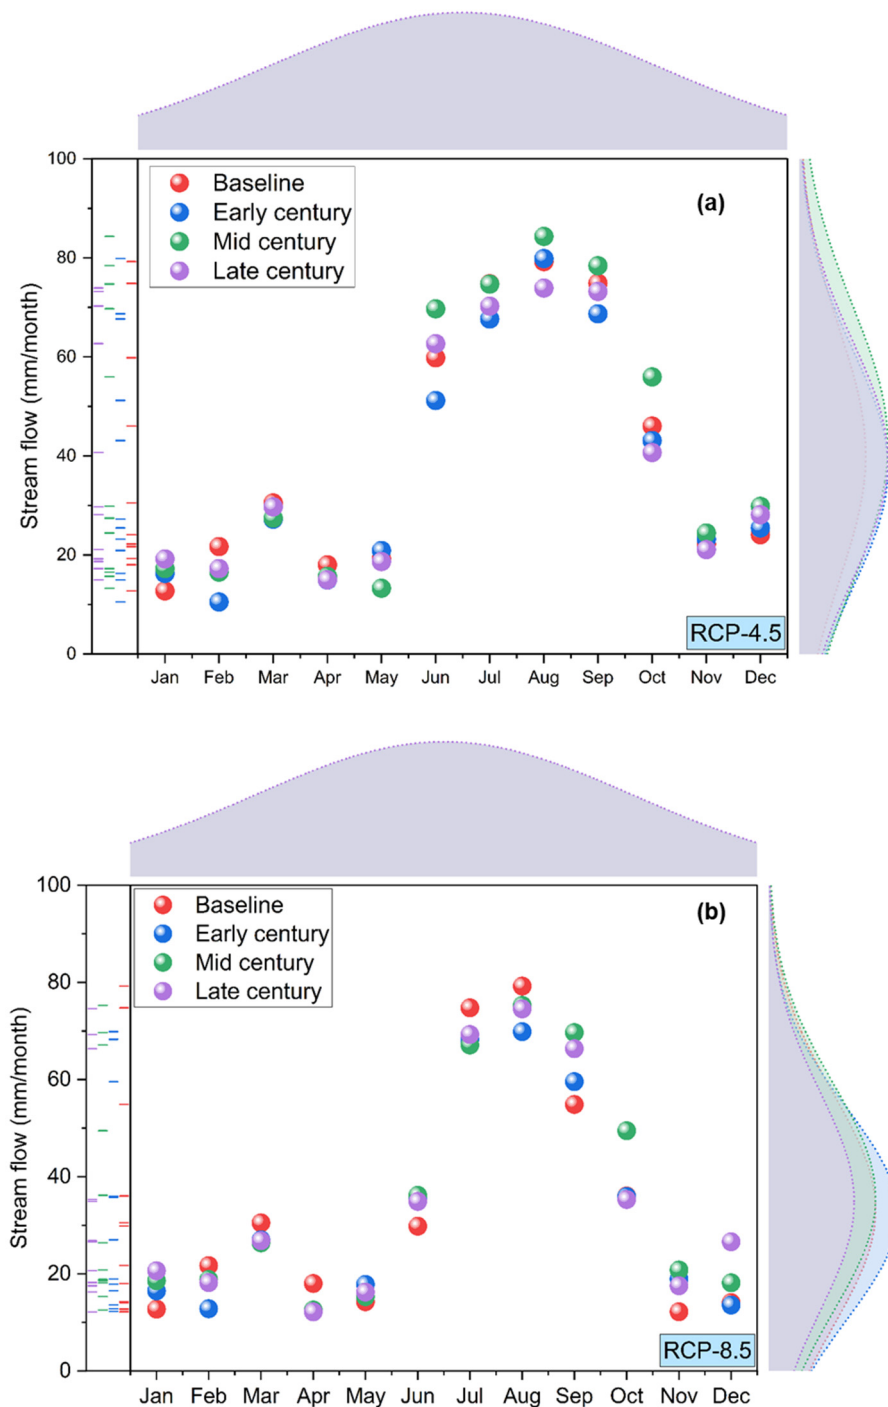 100
80
60
40
20
0
Stream flow (mm/month)
Baseline
Early century
Mid century
Late century
(a)
RCP-4.5
Jan Feb Mar Apr May Jun Jul Aug Sep Oct Nov Dec
100
80
60
40
20
0
Stream flow (mm/month)
Baseline
Early century
Mid century
Late century
(b)
RCP-8.5
Jan Feb Mar Apr May Jun Jul Aug Sep Oct Nov Dec